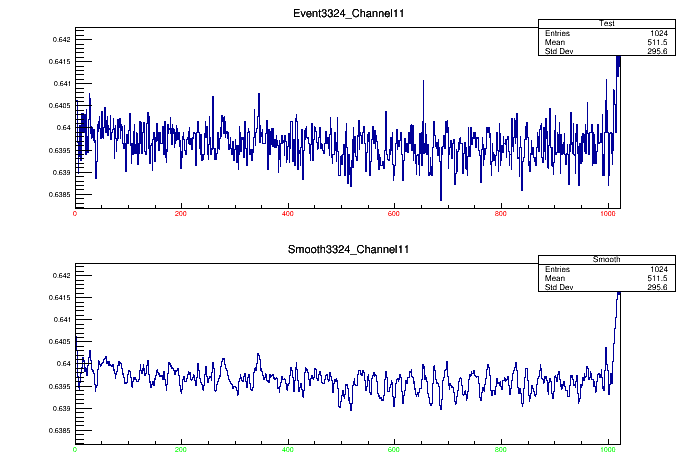 Event3324_Channel11
Test
Entries 1024
Mean 511.5
Std Dev 295.6
0.642
0.6415
0.641
0.6405
0.64
0.6395
0.639
0.6385
0 200 400 600 800 1000
Smooth3324_Channel11
Smooth
Entries 1024
Mean 511.5
Std Dev 295.6
0.642
0.6415
0.641
0.6405
0.64
0.6395
0.639
0.6385
0 200 400 600 800 1000